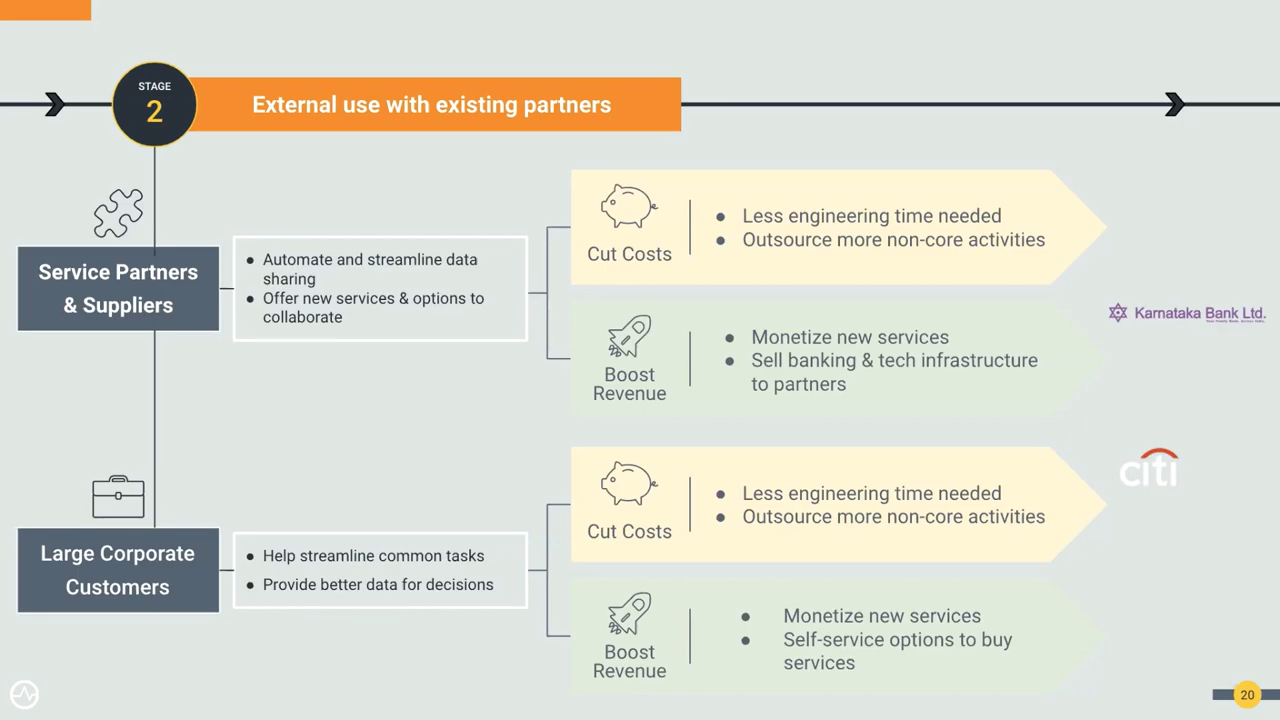 STAGE
2
External use with existing partners
Service Partners
& Suppliers
● Automate and streamline data
sharing
● Offer new services & options to
collaborate
Cut Costs
● Less engineering time needed
● Outsource more non-core activities
Boost
Revenue
● Monetize new services
● Sell banking & tech infrastructure
to partners
Karnataka Bank Ltd.
Large Corporate
Customers
● Help streamline common tasks
● Provide better data for decisions
Cut Costs
● Less engineering time needed
● Outsource more non-core activities
citi
Boost
Revenue
● Monetize new services
● Self-service options to buy
services
20